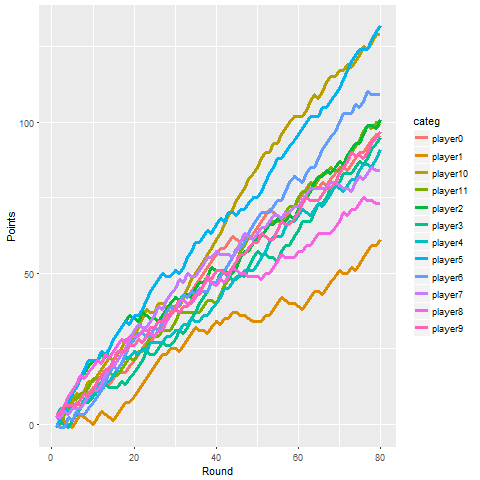 100
50
0
Points
0
20
40
60
80
Round
categ
player0
player1
player10
player11
player2
player3
player4
player5
player6
player7
player8
player9